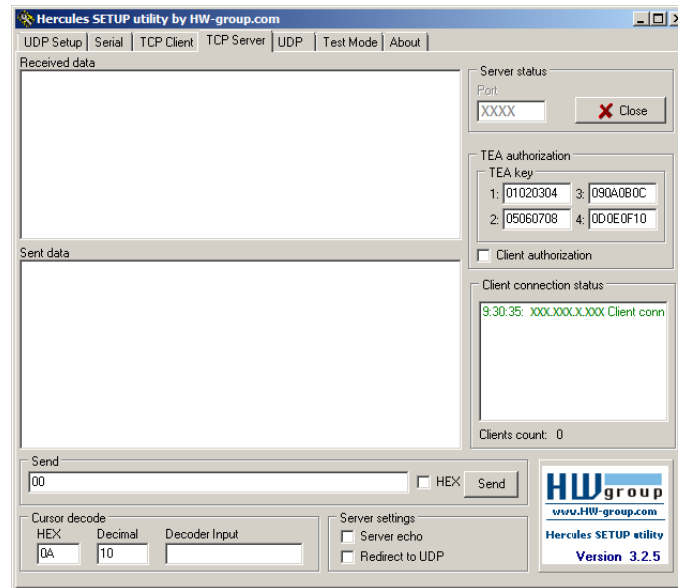 Hercules SETUP utility by HW-group.com
UDP Setup Serial TCP Client TCP Server UDP Test Mode About
Received data
Server status
Port
XXXX Close
TEA authorization
TEA key
1: 01020304 3: 090A0B0C
2: 05060708 4: 0D0E0F10
Client authorization
Sent data
Client connection status
9:30:35: XXX.XXX.X.XXX Client conn
Clients count: 0
Send
00 HEX Send
Cursor decode
HEX Decimal Decoder Input
0A 10
Server settings
Server echo
Redirect to UDP
HW group
www.HW-group.com
Hercules SETUP utility
Version 3.2.5